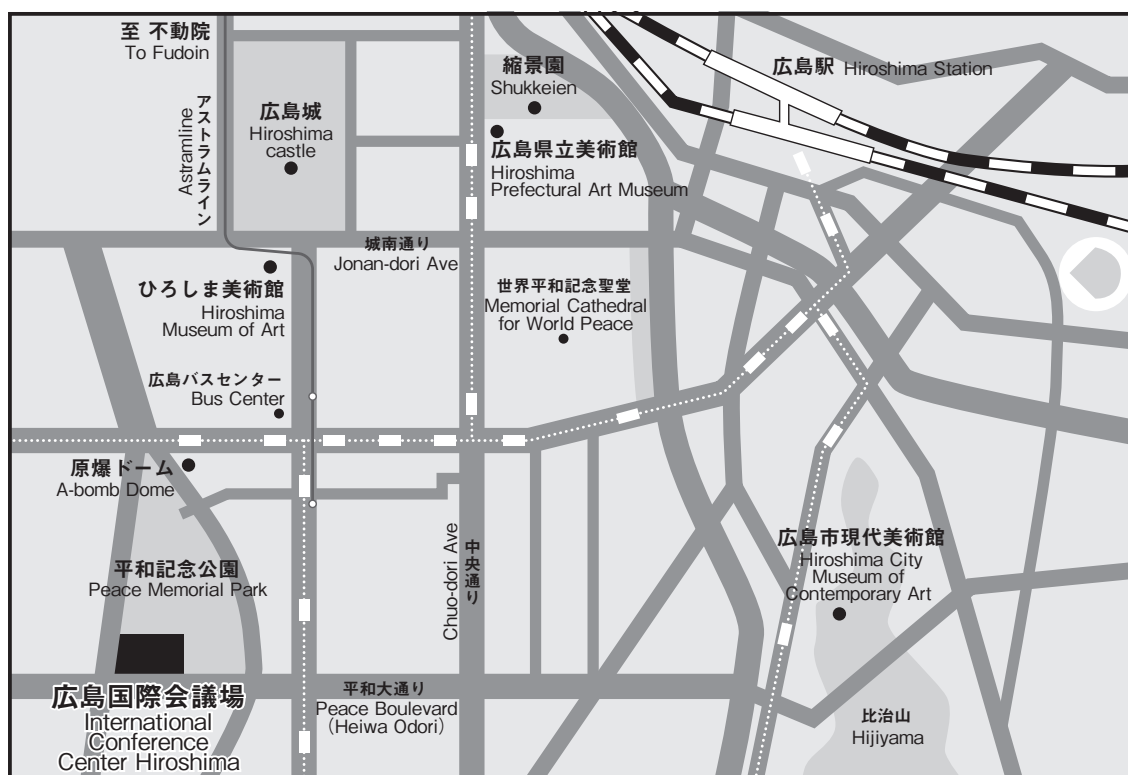 至 不動院
To Fudoin
アストラムライン
Astramline
広島城
Hiroshima
castle
縮景園
Shukkeien
広島県立美術館
Hiroshima
Prefectural Art Museum
広島駅 Hiroshima Station
城南通り
Jonan-dori Ave
ひろしま美術館
Hiroshima
Museum of Art
世界平和記念聖堂
Memorial Cathedral
for World Peace
広島バスセンター
Bus Center
原爆ドーム
A-bomb Dome
平和記念公園
Peace Memorial Park
Chuo-dori Ave
中央通り
広島市現代美術館
Hiroshima City
Museum of
Contemporary Art
広島国際会議場
International
Conference
Center Hiroshima
平和大通り
Peace Boulevard
(Heiwa Odori)
比治山
Hijiyama